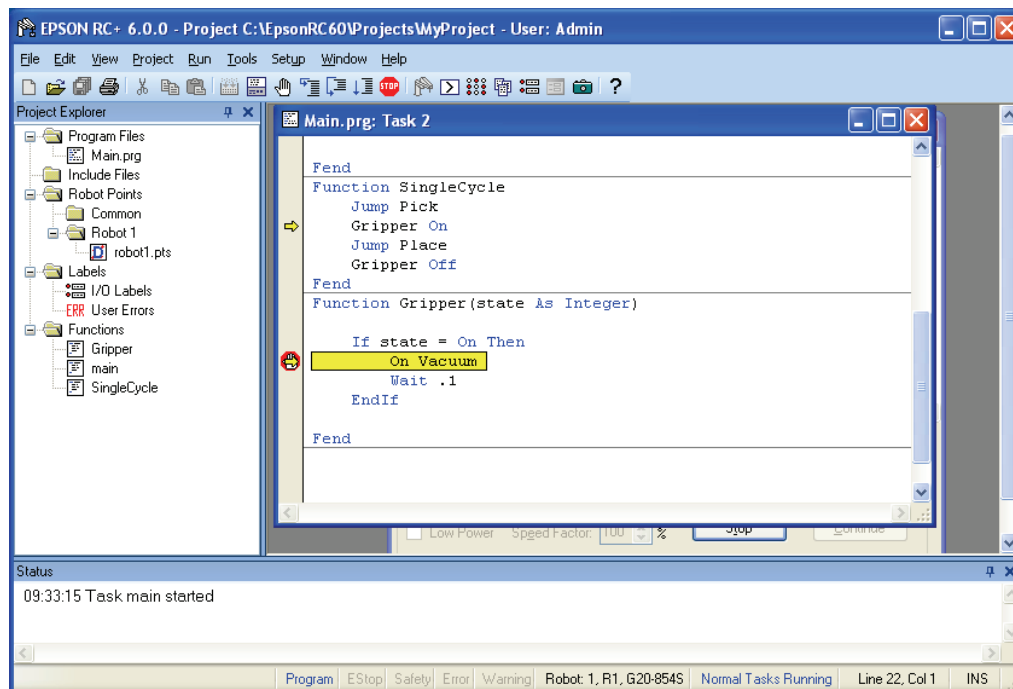 EPSON RC+ 6.0.0 - Project C:\EpsonRC60\Projects\MyProject - User: Admin
File Edit View Project Run Tools Setup Window Help
STOP
Project Explorer
Program Files
Main.prg
Include Files
Robot Points
Common
Robot 1
robot1.pts
Labels
I/O Labels
ERR User Errors
Functions
Gripper
main
SingleCycle
Main.prg: Task 2
Fend
Function SingleCycle
Jump Pick
Gripper On
Jump Place
Gripper Off
Fend
Function Gripper(state As Integer)
If state = On Then
On Vacuum
Wait .1
EndIf
Fend
Low Power Speed Factor: 100 % Stop Continue
Status
09:33:15 Task main started
Program EStop Safety Error Warning Robot: 1, R1, G20-854S Normal Tasks Running Line 22, Col 1 INS